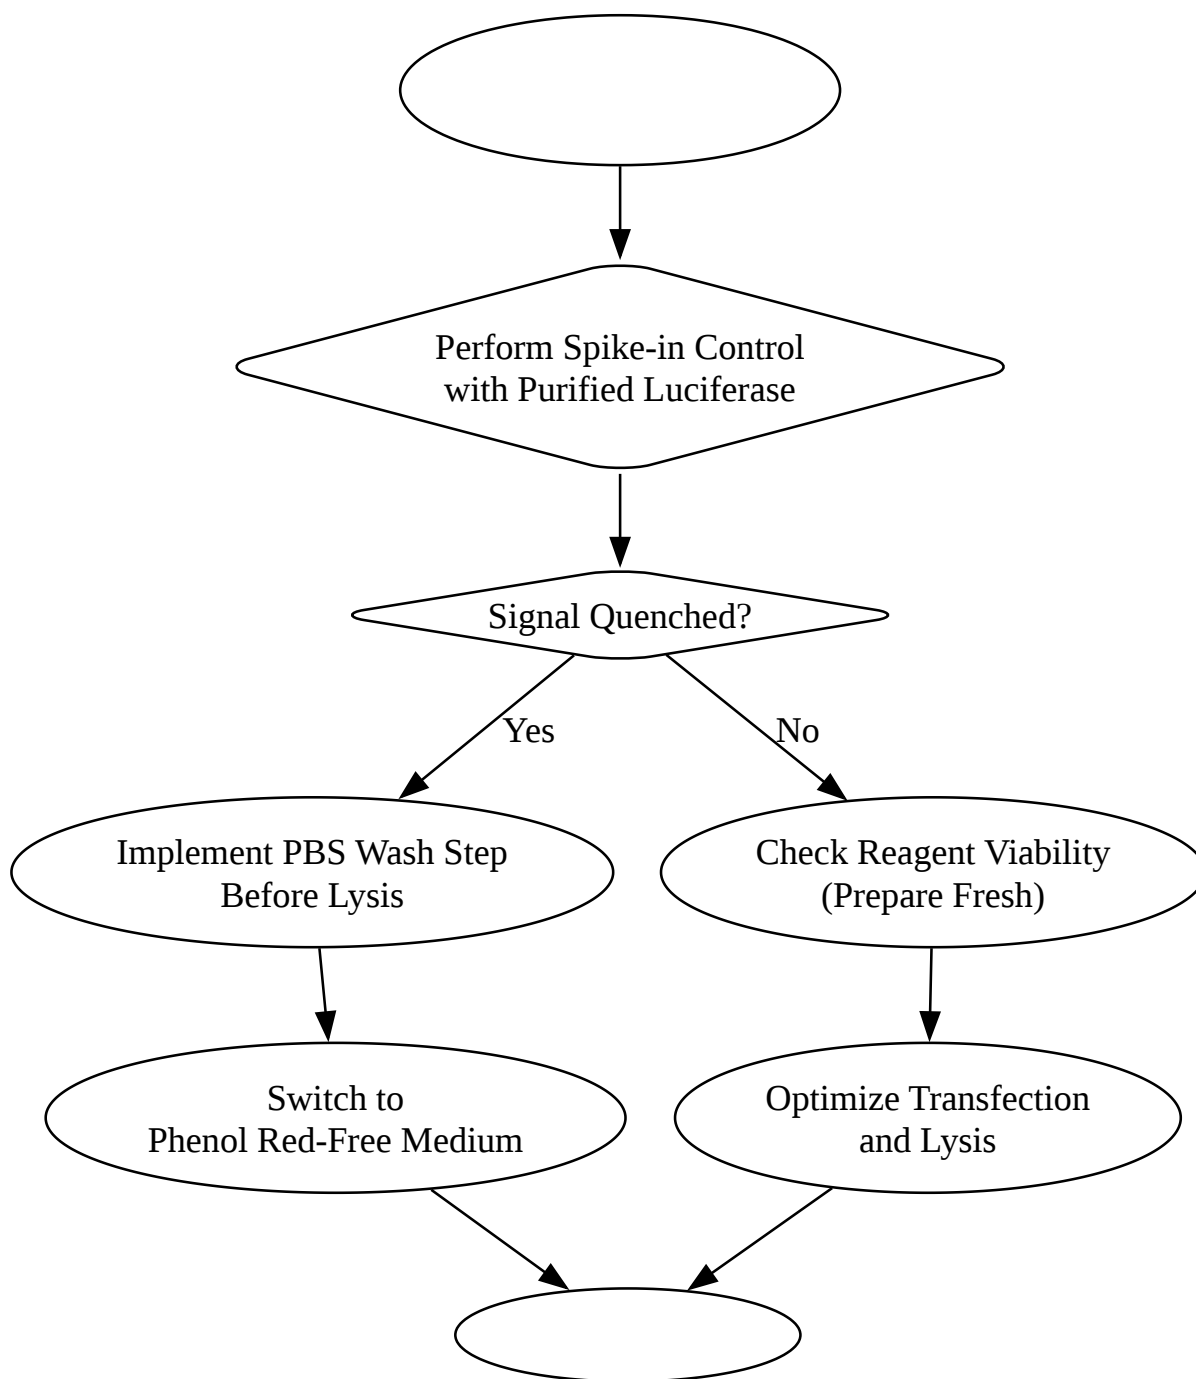 Perform Spike-in Control
with Purified Luciferase
Signal Quenched?
Yes
No
Implement PBS Wash Step
Before Lysis
Check Reagent Viability
(Prepare Fresh)
Switch to
Phenol Red-Free Medium
Optimize Transfection
and Lysis